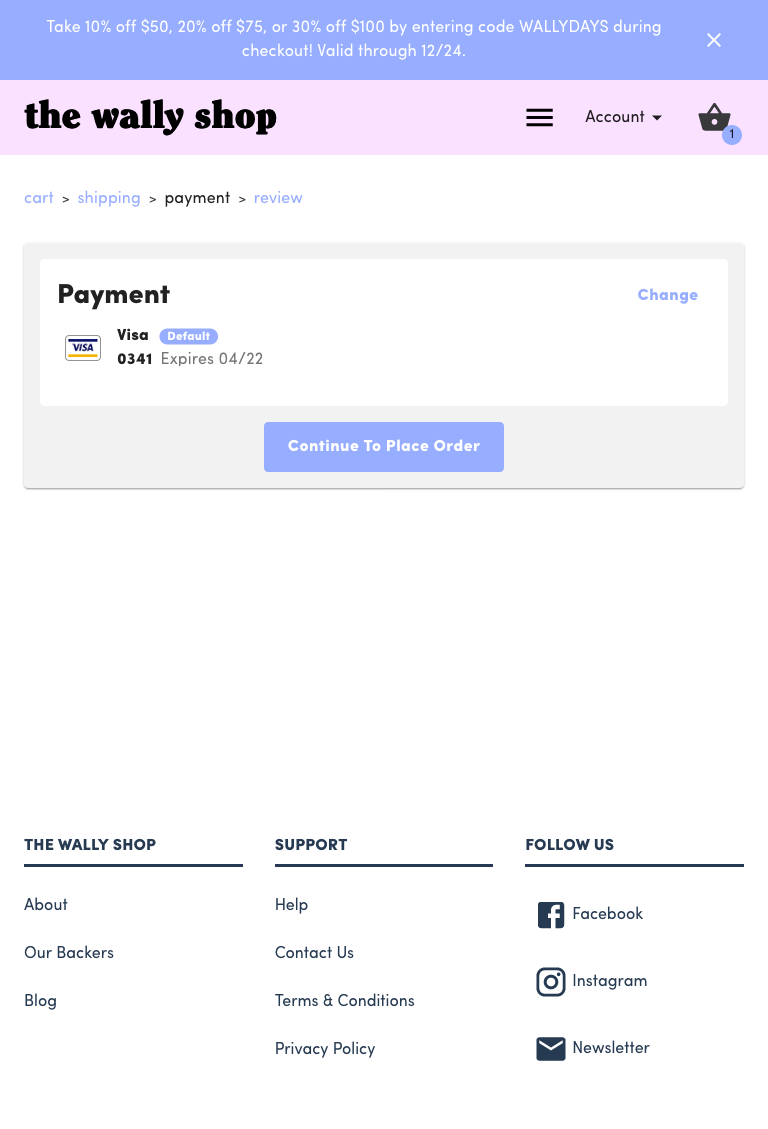 Take 10% off $50, 20% off $75, or 30% off $100 by entering code WALLYDAYS during
checkout! Valid through 12/24.
the wally shop
Account
1
cart > shipping > payment > review
Payment
Change
VISA
Visa Default
0341 Expires 04/22
Continue To Place Order
THE WALLY SHOP
About
Our Backers
Blog
SUPPORT
Help
Contact Us
Terms & Conditions
Privacy Policy
FOLLOW US
Facebook
Instagram
Newsletter